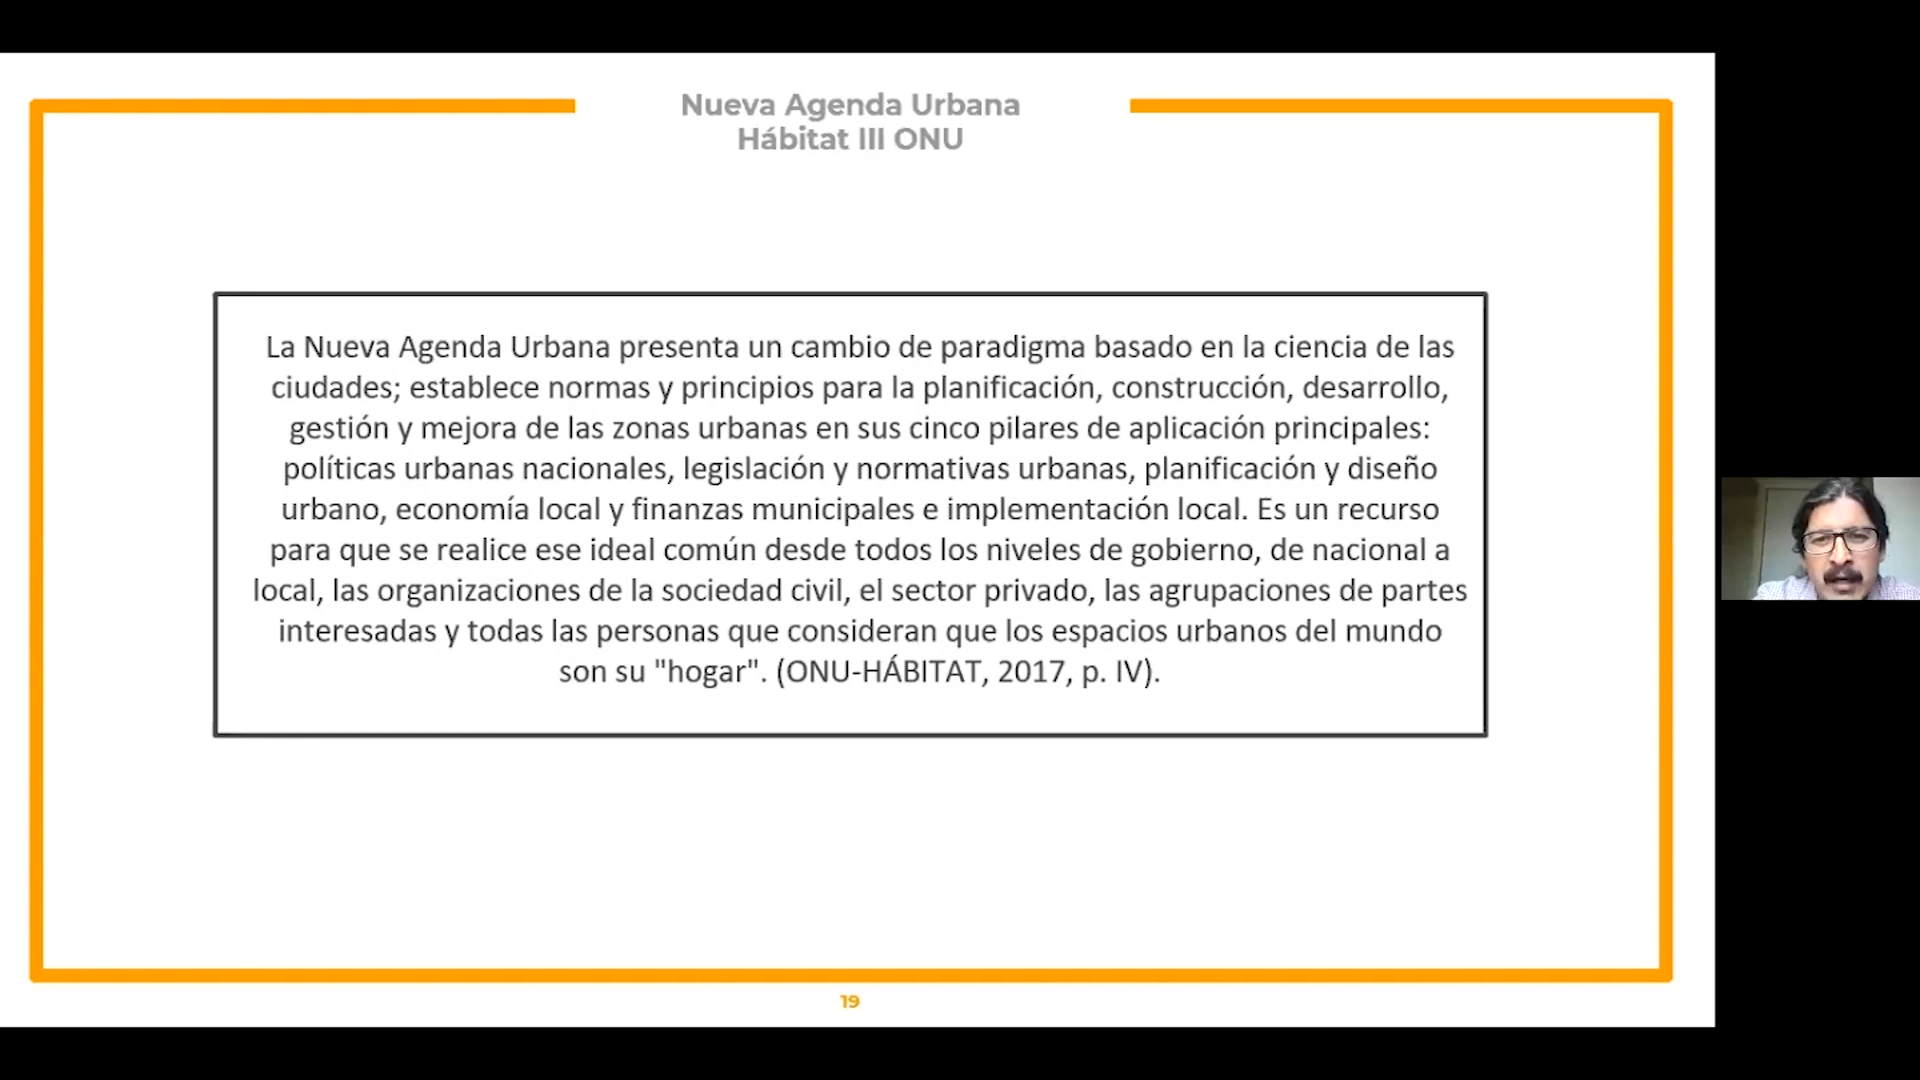 Nueva Agenda Urbana
Hábitat III ONU
La Nueva Agenda Urbana presenta un cambio de paradigma basado en la ciencia de las
ciudades; establece normas y principios para la planificación, construcción, desarrollo,
gestión y mejora de las zonas urbanas en sus cinco pilares de aplicación principales:
políticas urbanas nacionales, legislación y normativas urbanas, planificación y diseño
urbano, economía local y finanzas municipales e implementación local. Es un recurso
para que se realice ese ideal común desde todos los niveles de gobierno, de nacional a
local, las organizaciones de la sociedad civil, el sector privado, las agrupaciones de partes
interesadas y todas las personas que consideran que los espacios urbanos del mundo
son su "hogar". (ONU-HÁBITAT, 2017, p. IV).
19